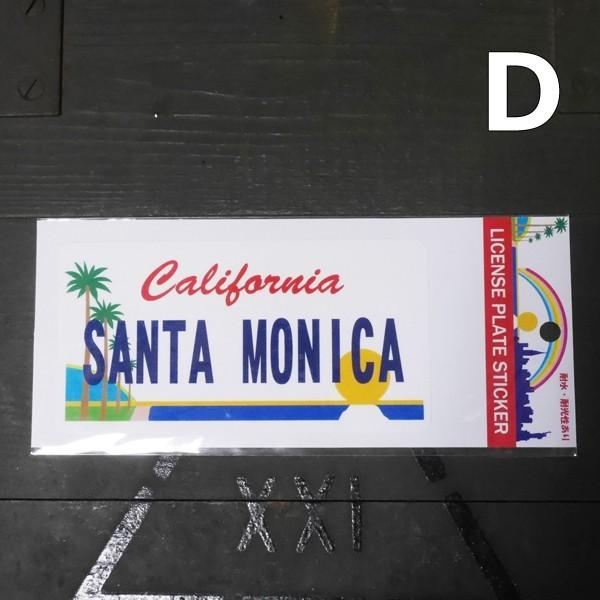 D
California
SANTA MONICA
LICENSE PLATE STICKER
耐水・耐光性あり
XXI